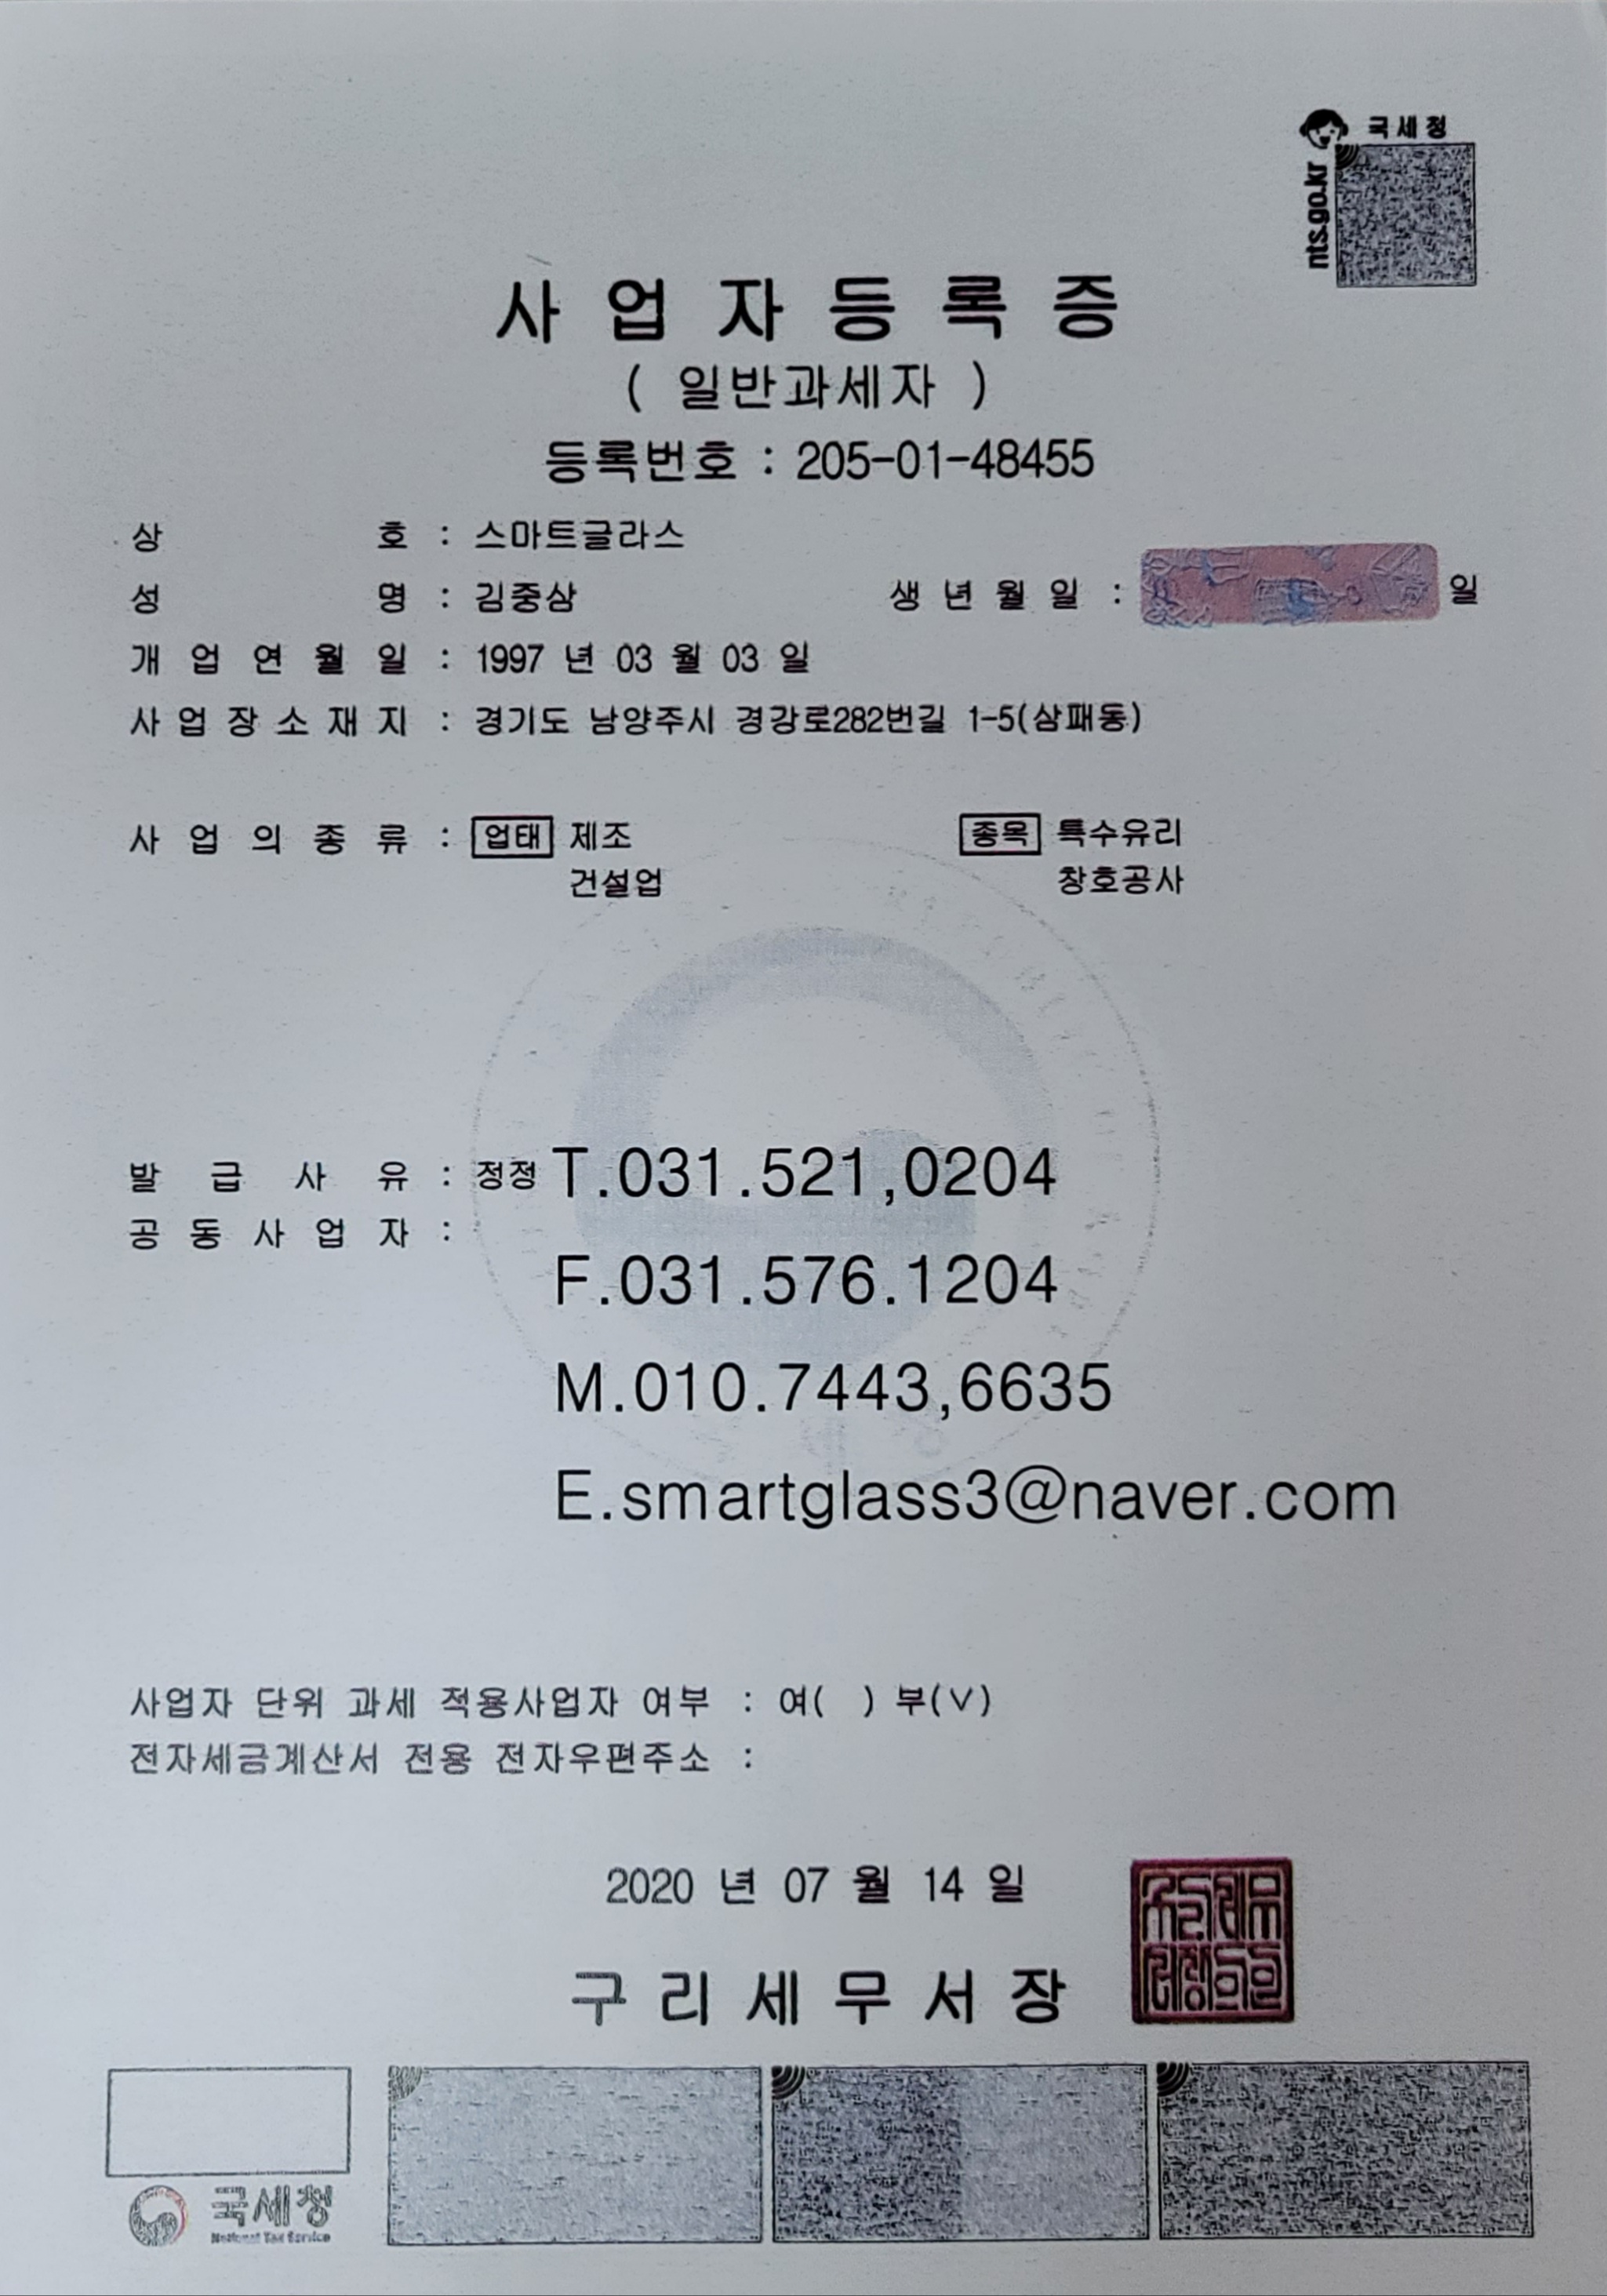 국세청
nts.go.kr
사업자등록증
( 일반과세자 )
등록번호 : 205-01-48455
상 호 : 스마트글라스
성 명 : 김중삼 생년월일 : 일
개업연월일 : 1997 년 03 월 03 일
사업장소재지 : 경기도 남양주시 경강로282번길 1-5(삼패동)
사업의종류 : 업태 제조 종목 특수유리
건설업 창호공사
발급사유 : 정정 T.031.521,0204
공동사업자 :
F.031.576.1204
M.010.7443,6635
E.smartglass3@naver.com
사업자 단위 과세 적용사업자 여부 : 여( ) 부(V)
전자세금계산서 전용 전자우편주소 :
2020 년 07 월 14 일
구리세무서장
국세청
National Tax Service